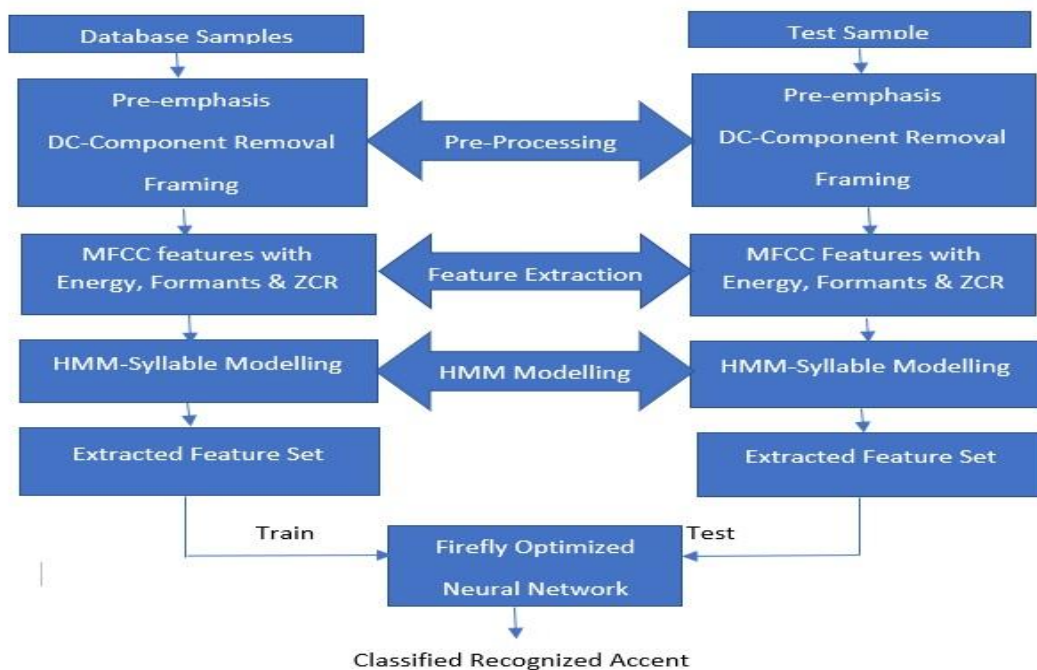 Database Samples
Test Sample
Pre-emphasis
DC-Component Removal
Framing
Pre-Processing
Pre-emphasis
DC-Component Removal
Framing
MFCC features with
Energy, Formants & ZCR
Feature Extraction
MFCC Features with
Energy, Formants & ZCR
HMM-Syllable Modelling
HMM Modelling
HMM-Syllable Modelling
Extracted Feature Set
Extracted Feature Set
Train
Test
Firefly Optimized
Neural Network
Classified Recognized Accent